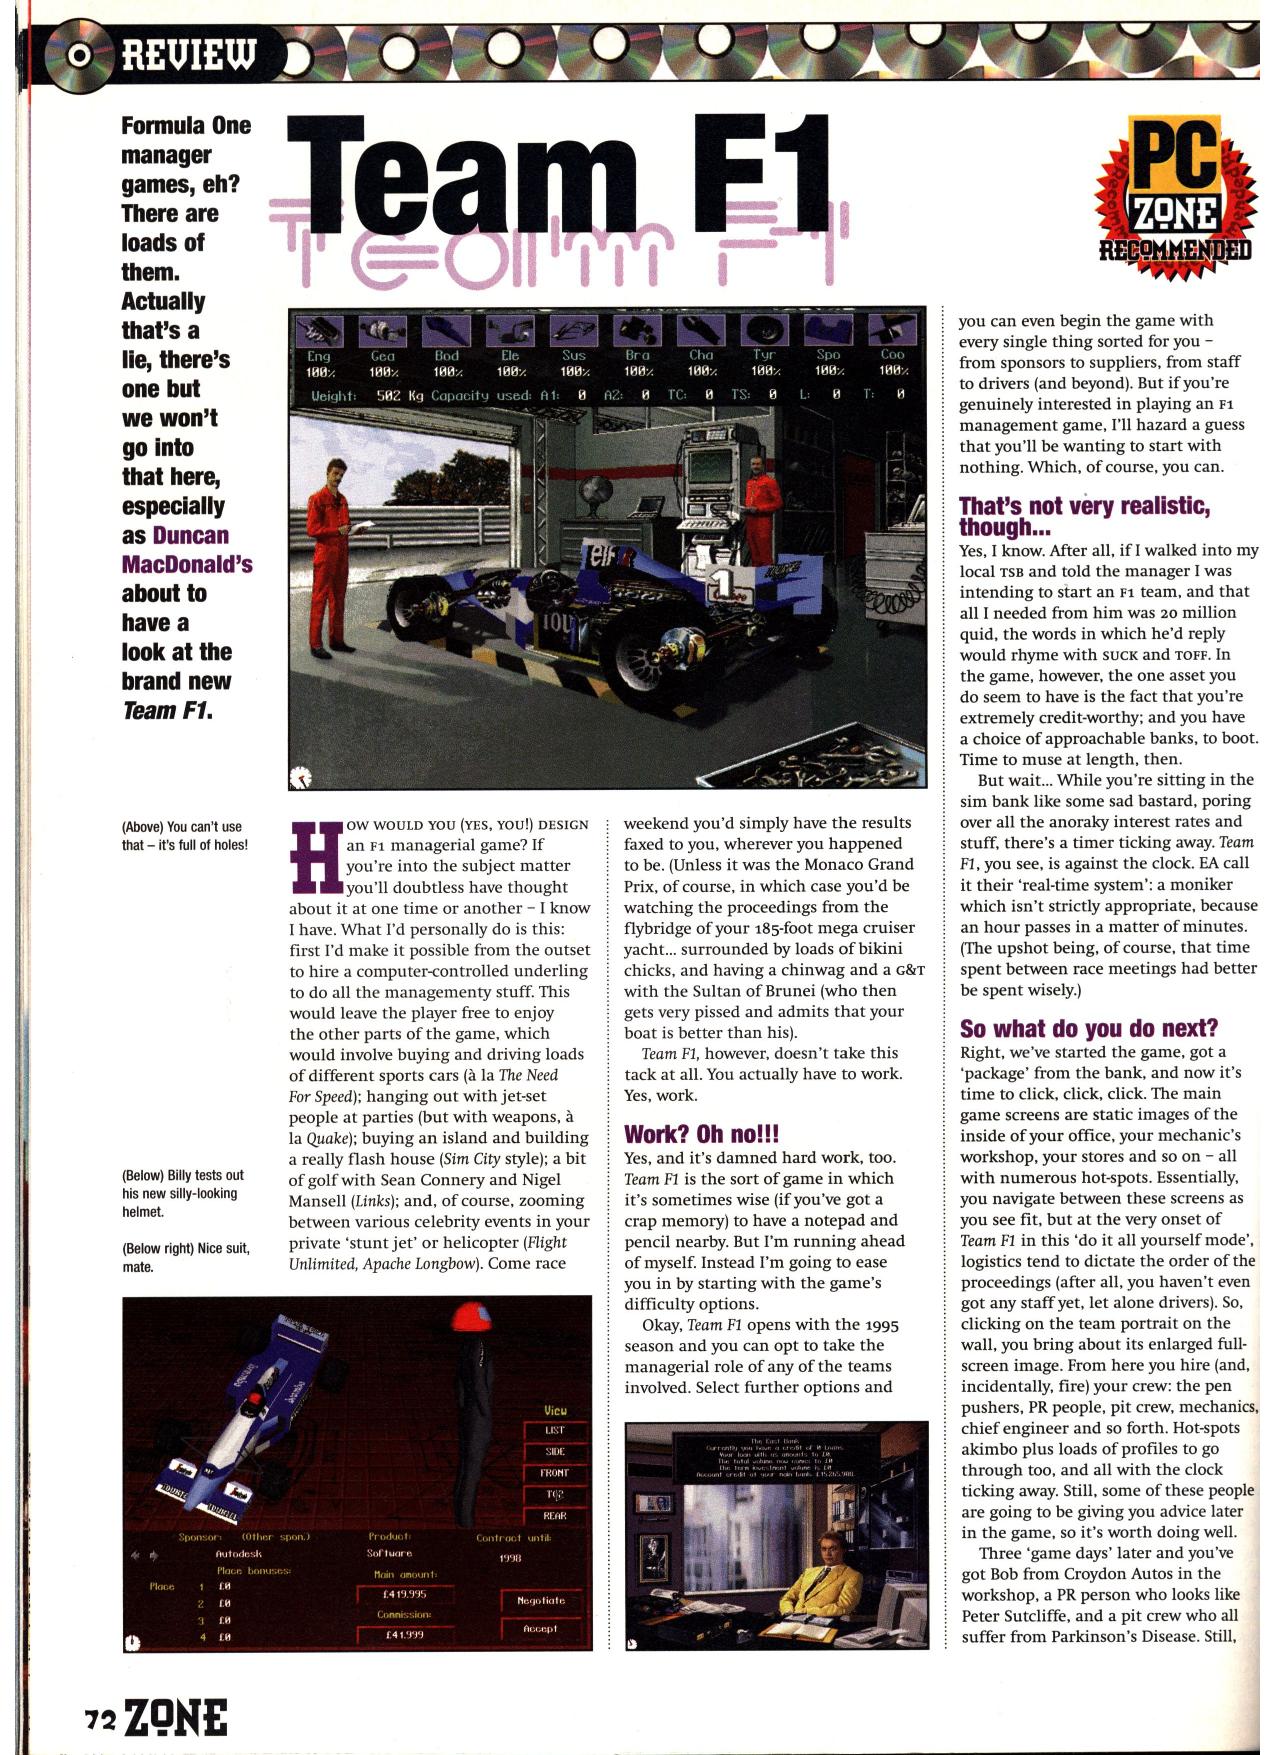 REVIEW
Formula One
manager
games, eh?
There are
loads of
them.
Actually
that's a
lie, there's
one but
we won't
go into
that here,
especially
as Duncan
MacDonald's
about to
have a
look at the
brand new
Team F1.
Team F1
Team F1
PC
ZONE
RECOMMENDED
Eng Gea Bod Ele Sus Bra Cha Tyr Spo Coo
100% 100% 100% 100% 100% 100% 100% 100% 100% 100%
Weight: 502 Kg Capacity used: A1: 0 A2: 0 TC: 0 TS: 0 L: 0 T: 0
elf
1
(Above) You can't use
that – it's full of holes!
HOW WOULD YOU (YES, YOU!) DESIGN
an F1 managerial game? If
you're into the subject matter
you'll doubtless have thought
about it at one time or another – I know
I have. What I'd personally do is this:
first I'd make it possible from the outset
to hire a computer-controlled underling
to do all the managementy stuff. This
would leave the player free to enjoy
the other parts of the game, which
would involve buying and driving loads
of different sports cars (à la The Need
For Speed); hanging out with jet-set
people at parties (but with weapons, à
la Quake); buying an island and building
a really flash house (Sim City style); a bit
of golf with Sean Connery and Nigel
Mansell (Links); and, of course, zooming
between various celebrity events in your
private 'stunt jet' or helicopter (Flight
Unlimited, Apache Longbow). Come race
weekend you'd simply have the results
faxed to you, wherever you happened
to be. (Unless it was the Monaco Grand
Prix, of course, in which case you'd be
watching the proceedings from the
flybridge of your 185-foot mega cruiser
yacht... surrounded by loads of bikini
chicks, and having a chinwag and a G&T
with the Sultan of Brunei (who then
gets very pissed and admits that your
boat is better than his).
Team F1, however, doesn't take this
tack at all. You actually have to work.
Yes, work.
Work? Oh no!!!
Yes, and it's damned hard work, too.
Team F1 is the sort of game in which
it's sometimes wise (if you've got a
crap memory) to have a notepad and
pencil nearby. But I'm running ahead
of myself. Instead I'm going to ease
you in by starting with the game's
difficulty options.
Okay, Team F1 opens with the 1995
season and you can opt to take the
managerial role of any of the teams
involved. Select further options and
you can even begin the game with
every single thing sorted for you –
from sponsors to suppliers, from staff
to drivers (and beyond). But if you're
genuinely interested in playing an F1
management game, I'll hazard a guess
that you'll be wanting to start with
nothing. Which, of course, you can.
That's not very realistic,
though...
Yes, I know. After all, if I walked into my
local TSB and told the manager I was
intending to start an F1 team, and that
all I needed from him was 20 million
quid, the words in which he'd reply
would rhyme with SUCK and TOFF. In
the game, however, the one asset you
do seem to have is the fact that you're
extremely credit-worthy; and you have
a choice of approachable banks, to boot.
Time to muse at length, then.
But wait... While you're sitting in the
sim bank like some sad bastard, poring
over all the anoraky interest rates and
stuff, there's a timer ticking away. Team
F1, you see, is against the clock. EA call
it their 'real-time system': a moniker
which isn't strictly appropriate, because
an hour passes in a matter of minutes.
(The upshot being, of course, that time
spent between race meetings had better
be spent wisely.)
So what do you do next?
Right, we've started the game, got a
'package' from the bank, and now it's
time to click, click, click. The main
game screens are static images of the
inside of your office, your mechanic's
workshop, your stores and so on – all
with numerous hot-spots. Essentially,
you navigate between these screens as
you see fit, but at the very onset of
Team F1 in this 'do it all yourself mode',
logistics tend to dictate the order of the
proceedings (after all, you haven't even
got any staff yet, let alone drivers). So,
clicking on the team portrait on the
wall, you bring about its enlarged full-
screen image. From here you hire (and,
incidentally, fire) your crew: the pen
pushers, PR people, pit crew, mechanics,
chief engineer and so forth. Hot-spots
akimbo plus loads of profiles to go
through too, and all with the clock
ticking away. Still, some of these people
are going to be giving you advice later
in the game, so it's worth doing well.
Three 'game days' later and you've
got Bob from Croydon Autos in the
workshop, a PR person who looks like
Peter Sutcliffe, and a pit crew who all
suffer from Parkinson's Disease. Still,
(Below) Billy tests out
his new silly-looking
helmet.
(Below right) Nice suit,
mate.
View
LIST
SIDE
FRONT
TOP
REAR
Sponsor: (Other spon.) Product: Contract until:
Autodesk Software 1998
Place bonuses: Main amount:
Place 1 £0 £419.995
2 £0 Commission: Negotiate
3 £0 £41.999 Accept
4 £0
The East Bank
Currently you have a credit of 0 Loans
Your loan with us amounts to £0.
The total volume now comes to £0
The term investment volume is £0
Account credit at your main bank £15.265.988.
72 ZONE